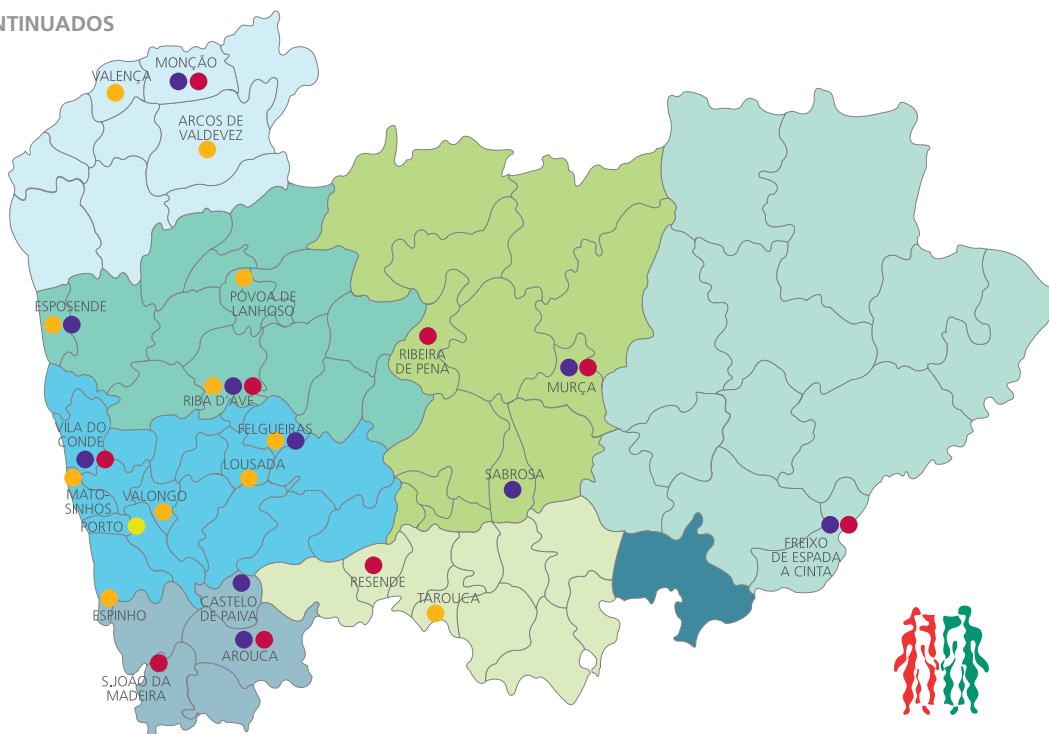 NTINUADOS
MONÇÃO
VALENÇA
ARCOS DE
VALDEVEZ
PÓVOA DE
LANHOSO
ESPOSENDE
RIBEIRA
DE PENA
MURÇA
RIBA D'AVE
FELGUEIRAS
VILA DO
CONDE
LOUSADA
SABROSA
MATO-
SINHOS
VALONGO
PORTO
FREIXO
DE ESPADA
A CINTA
RESENDE
CASTELO
DE PAIVA
TAROUCA
ESPINHO
AROUCA
S.JOÃO DA
MADEIRA